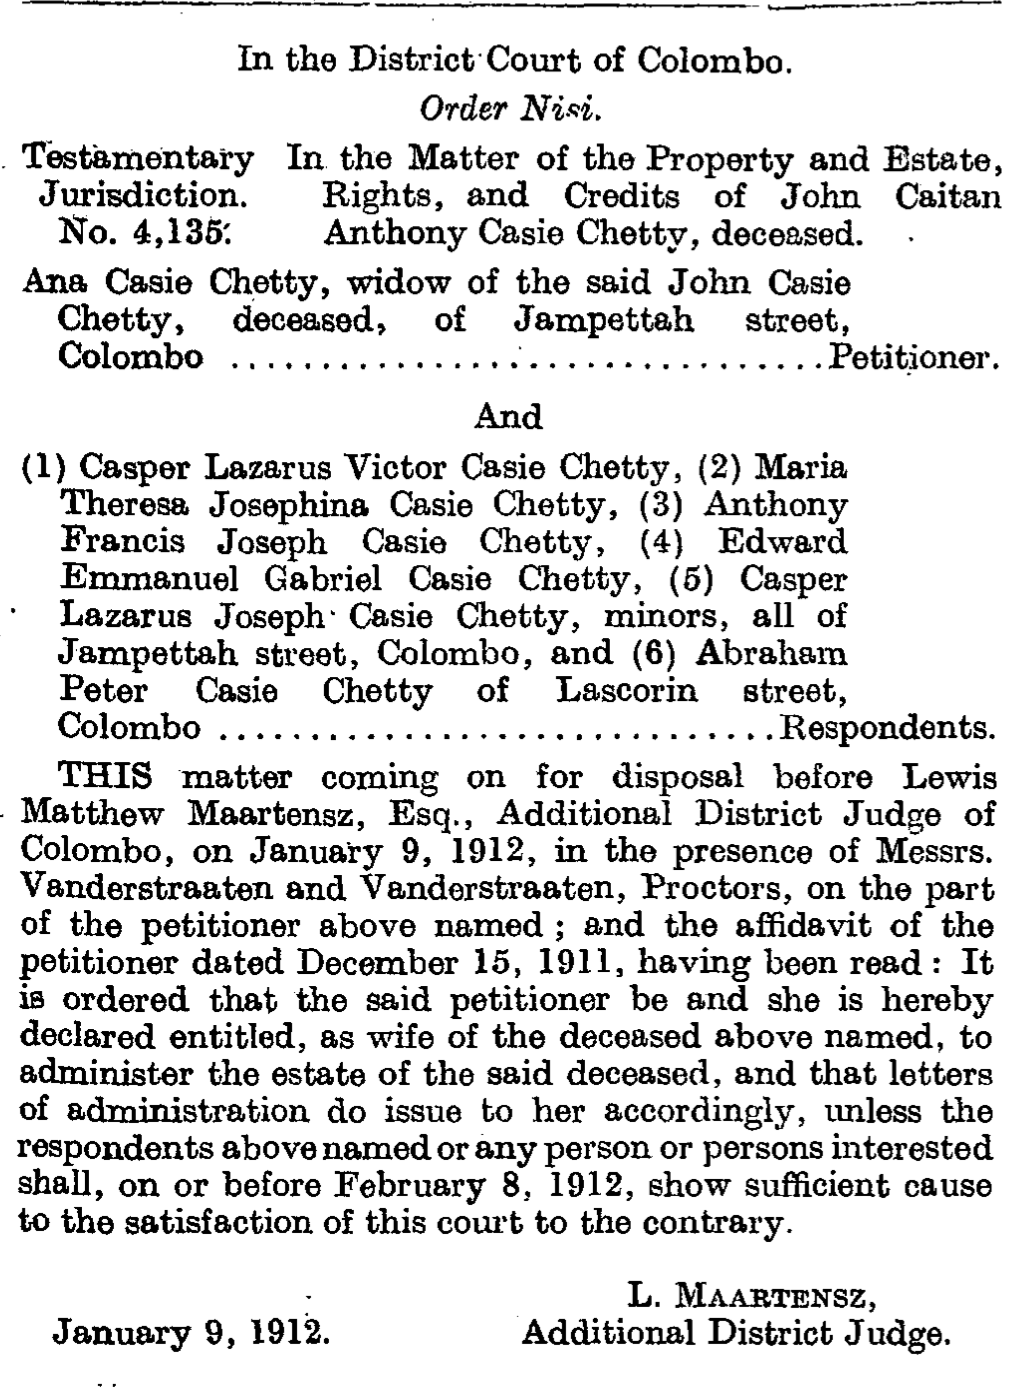 In the District Court of Colombo.
Order Nisi.
Testamentary In the Matter of the Property and Estate,
Jurisdiction. Rights, and Credits of John Caitan
No. 4,135. Anthony Casie Chetty, deceased.
Ana Casie Chetty, widow of the said John Casie
Chetty, deceased, of Jampettah street,
Colombo ................................Petitioner.
And
(1) Casper Lazarus Victor Casie Chetty, (2) Maria
Theresa Josephina Casie Chetty, (3) Anthony
Francis Joseph Casie Chetty, (4) Edward
Emmanuel Gabriel Casie Chetty, (5) Casper
Lazarus Joseph Casie Chetty, minors, all of
Jampettah street, Colombo, and (6) Abraham
Peter Casie Chetty of Lascorin street,
Colombo ..............................Respondents.
THIS matter coming on for disposal before Lewis
Matthew Maartensz, Esq., Additional District Judge of
Colombo, on January 9, 1912, in the presence of Messrs.
Vanderstraaten and Vanderstraaten, Proctors, on the part
of the petitioner above named ; and the affidavit of the
petitioner dated December 15, 1911, having been read : It
is ordered that the said petitioner be and she is hereby
declared entitled, as wife of the deceased above named, to
administer the estate of the said deceased, and that letters
of administration do issue to her accordingly, unless the
respondents above named or any person or persons interested
shall, on or before February 8, 1912, show sufficient cause
to the satisfaction of this court to the contrary.
L. MAARTENSZ,
January 9, 1912. Additional District Judge.